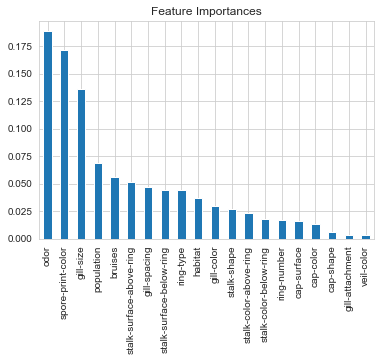 Feature Importances
0.175
0.150
0.125
0.100
0.075
0.050
0.025
0.000
odor
spore-print-color
gill-size
population
bruises
stalk-surface-above-ring
gill-spacing
stalk-surface-below-ring
ring-type
habitat
gill-color
stalk-shape
stalk-color-above-ring
stalk-color-below-ring
ring-number
cap-surface
cap-color
cap-shape
gill-attachment
veil-color